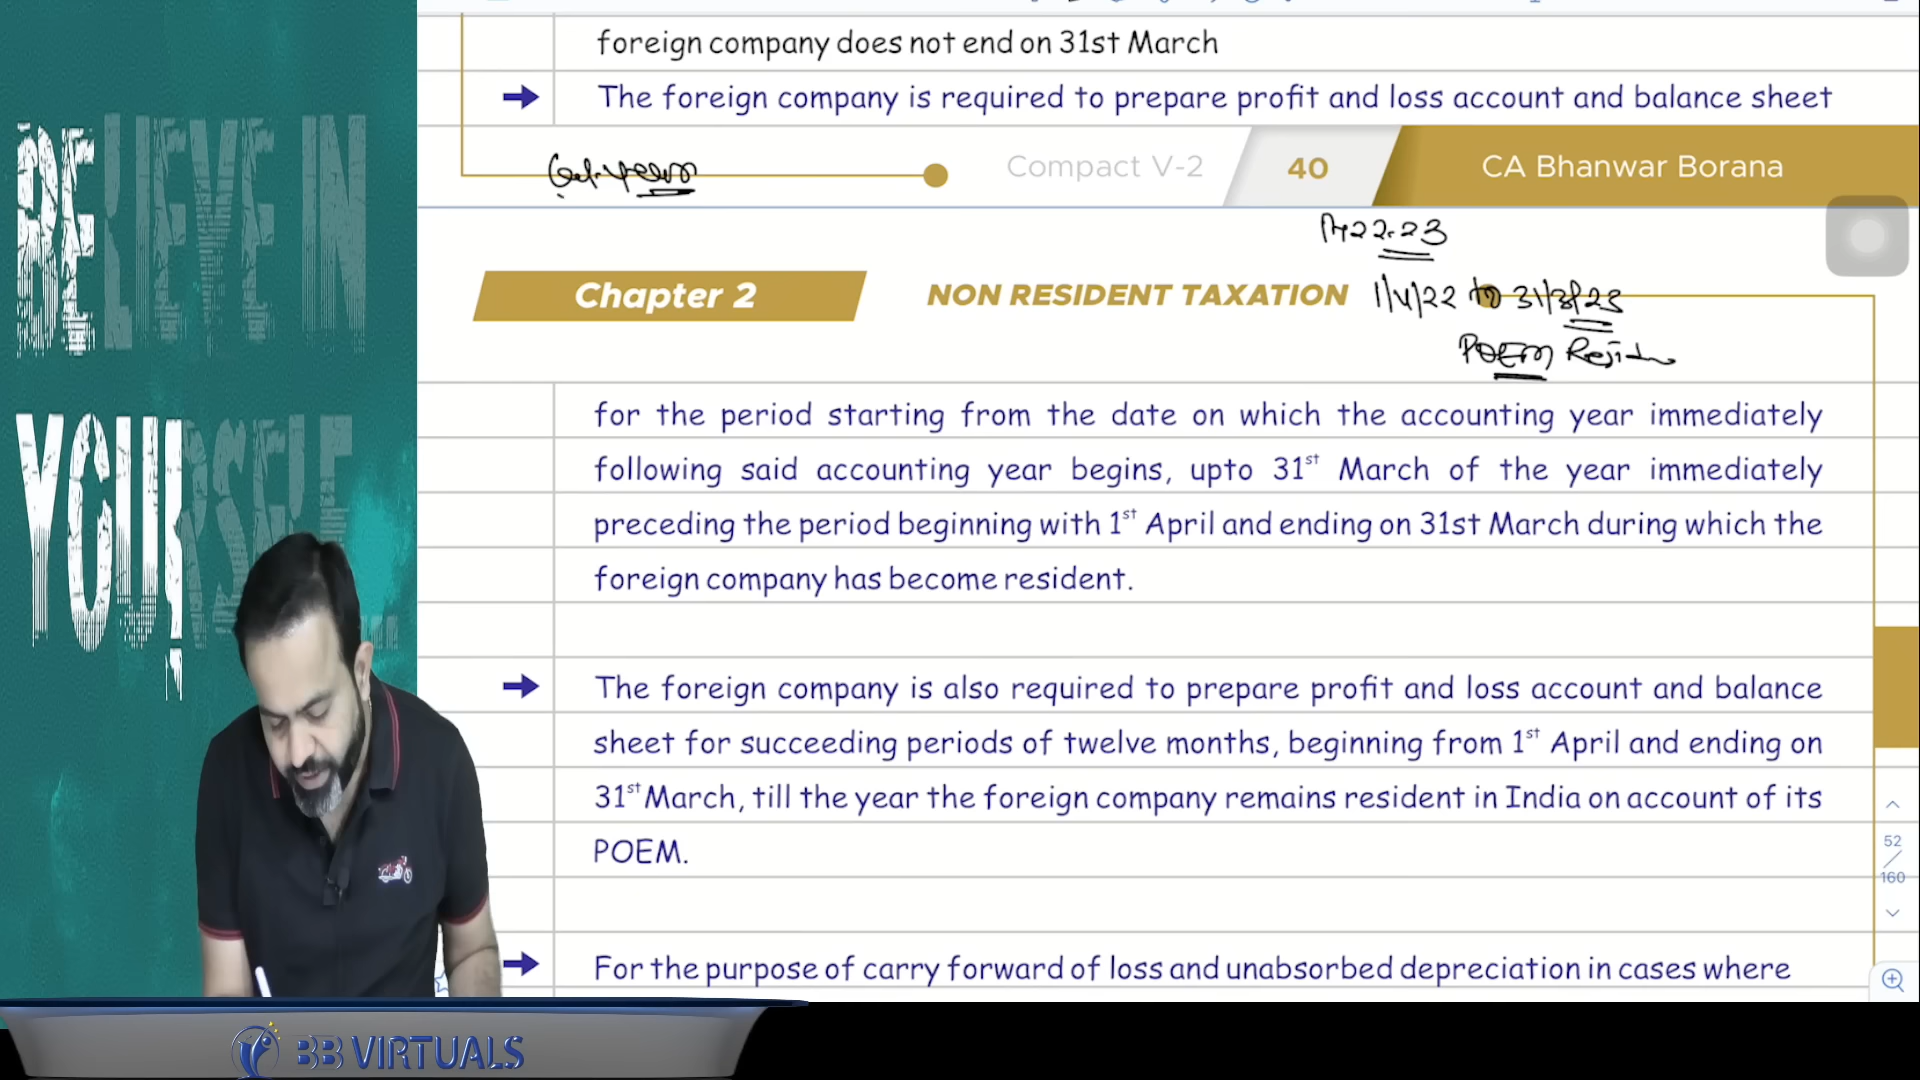 BELIEVE IN
YOURSELF
foreign company does not end on 31st March
→ The foreign company is required to prepare profit and loss account and balance sheet
Cal. year
Compact V-2 40 CA Bhanwar Borana
PY 22-23
Chapter 2 NON RESIDENT TAXATION 1/4/22 to 31/3/23
POEM
for the period starting from the date on which the accounting year immediately
following said accounting year begins, upto 31st March of the year immediately
preceding the period beginning with 1st April and ending on 31st March during which the
foreign company has become resident.
→ The foreign company is also required to prepare profit and loss account and balance
sheet for succeeding periods of twelve months, beginning from 1st April and ending on
31st March, till the year the foreign company remains resident in India on account of its
POEM.
52
160
→ For the purpose of carry forward of loss and unabsorbed depreciation in cases where
BB VIRTUALS